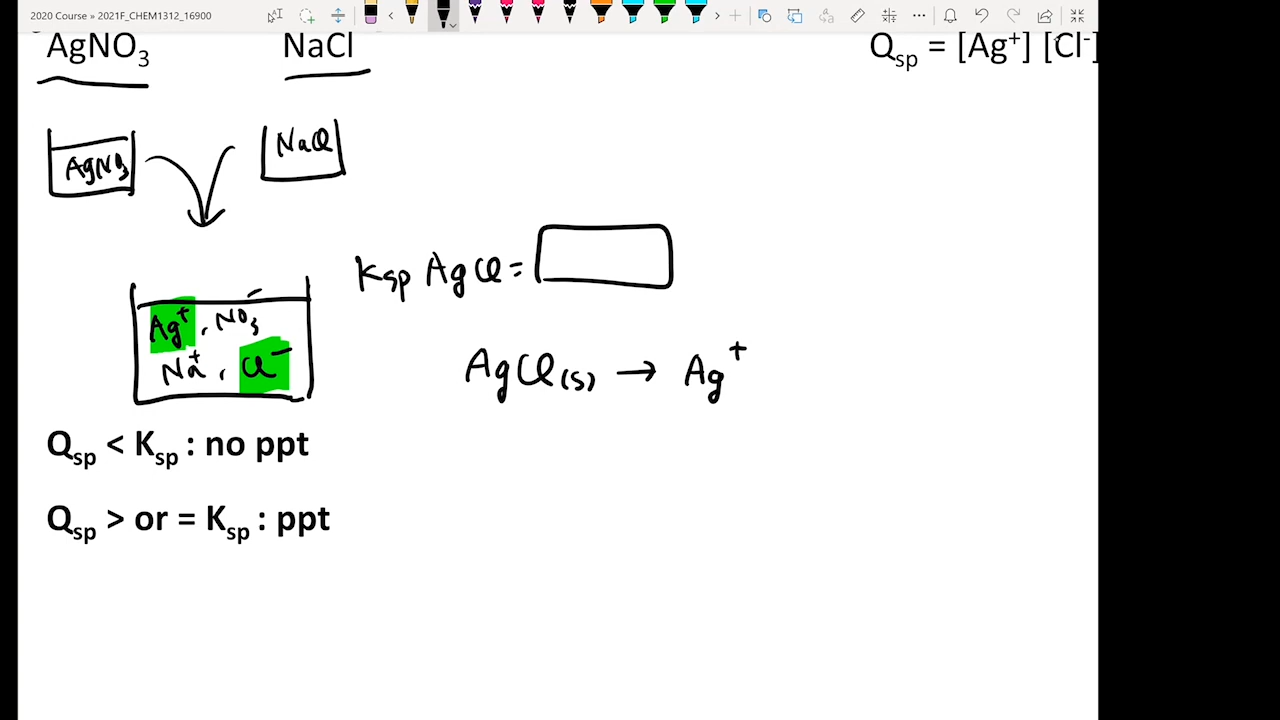 2020 Course » 2021F_CHEM1312_16900
AgNO₃ NaCl Qsp = [Ag⁺] [Cl⁻]
AgNO₃ NaCl
Ksp AgCl =
Ag⁺, NO₃⁻
Na⁺, Cl⁻
AgCl(s) → Ag⁺
Qsp < Ksp : no ppt
Qsp > or = Ksp : ppt